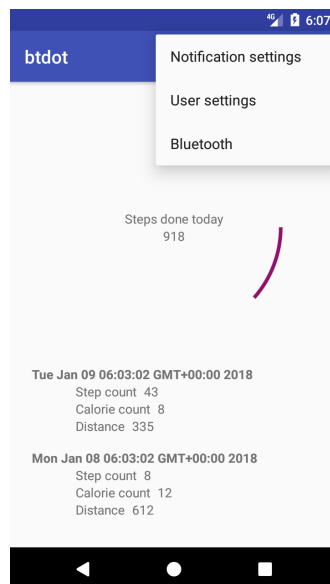 4G 6:07
btdot
Notification settings
User settings
Bluetooth
Steps done today
918
Tue Jan 09 06:03:02 GMT+00:00 2018
Step count 43
Calorie count 8
Distance 335
Mon Jan 08 06:03:02 GMT+00:00 2018
Step count 8
Calorie count 12
Distance 612